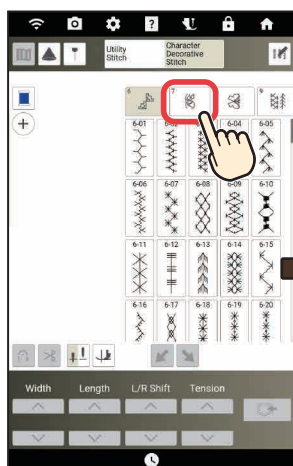 ?
Utility
Stitch
Character
Decorative
Stitch
6
7
9
6-01
6-04 6-05
6-06 6-07 6-08 6-09 6-10
6-11 6-12 6-13 6-14 6-15
6-16 6-17 6-18 6-19 6-20
Width Length L/R Shift Tension